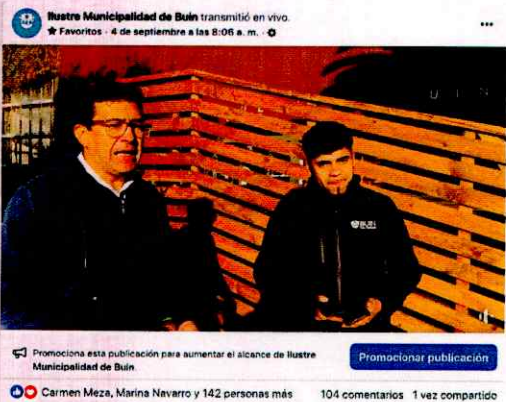 Ilustre Municipalidad de Buin transmitió en vivo.
Favoritos · 4 de septiembre a las 8:06 a. m. ·
U I N
BUIN
Promociona esta publicación para aumentar el alcance de Ilustre
Municipalidad de Buin.
Promocionar publicación
Carmen Meza, Marina Navarro y 142 personas más
104 comentarios 1 vez compartido